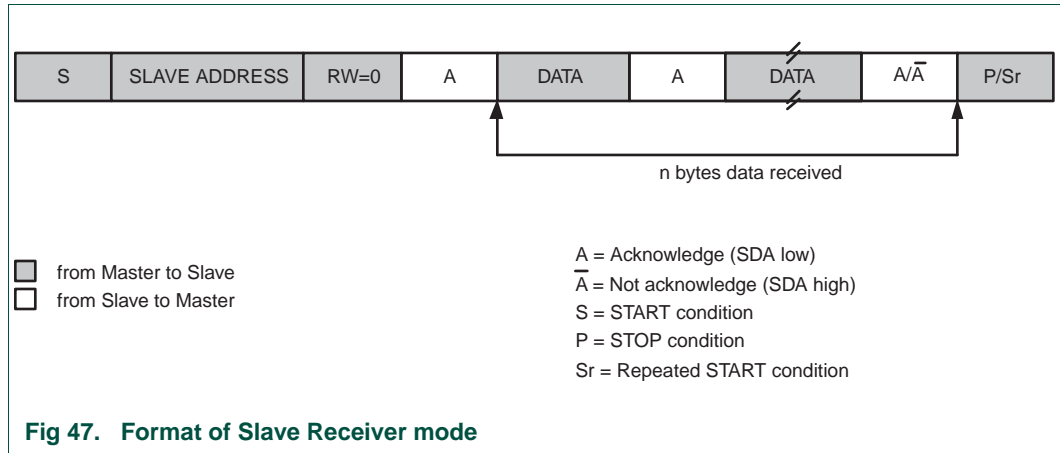 S SLAVE ADDRESS RW=0 A DATA A DATA A/A̅ P/Sr
n bytes data received
from Master to Slave
from Slave to Master
A = Acknowledge (SDA low)
A̅ = Not acknowledge (SDA high)
S = START condition
P = STOP condition
Sr = Repeated START condition
Fig 47. Format of Slave Receiver mode